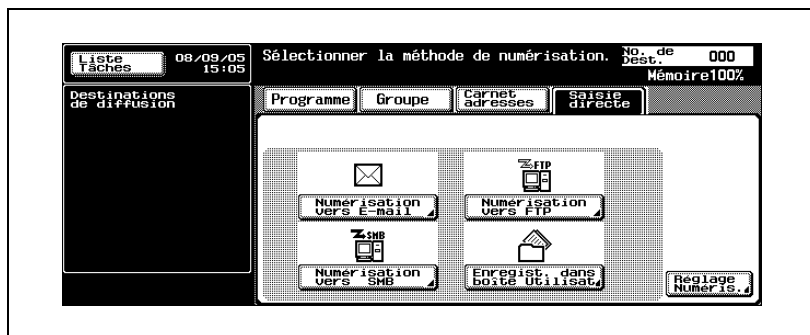 Liste
Tâches
08/09/05
15:05
Sélectionner la méthode de numérisation.
No. de
Dest.
000
Mémoire100%
Destinations
de diffusion
Programme
Groupe
Carnet
adresses
Saisie
directe
FTP
Numérisation
vers E-mail
Numérisation
vers FTP
SMB
Numérisation
vers SMB
Enregist. dans
boîte Utilisat.
Réglage
Numéris.